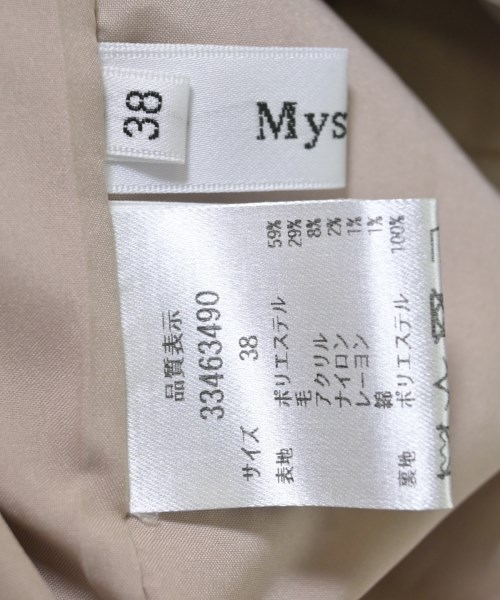 38
Mys
品質表示
33463490
サイズ 38
表地 ポリエステル 59%
毛 29%
アクリル 8%
ナイロン 2%
レーヨン 1%
綿 1%
裏地 ポリエステル 100%